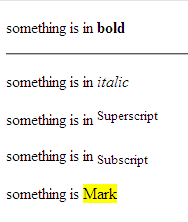 something is in bold
something is in italic
something is in Superscript
something is in Subscript
something is Mark